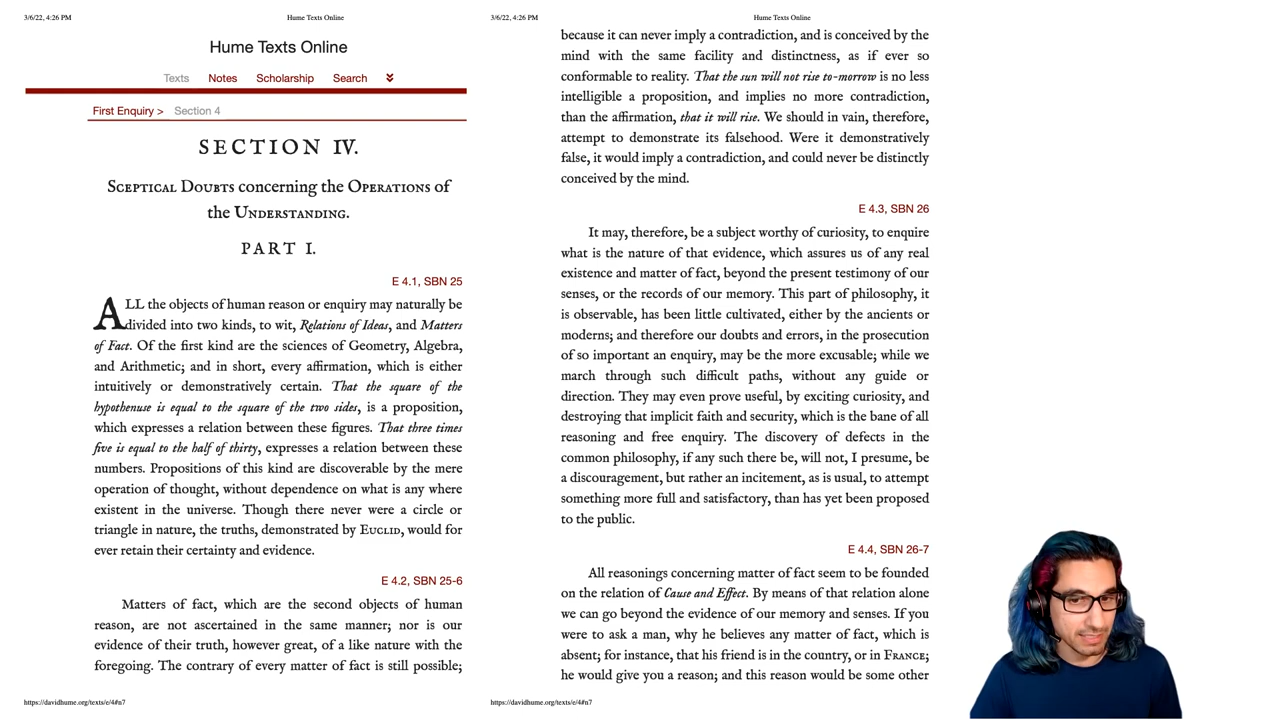 3/6/22, 4:26 PM
Hume Texts Online
Hume Texts Online
Texts Notes Scholarship Search
First Enquiry > Section 4
SECTION IV.
Sceptical Doubts concerning the Operations of
the Understanding.
PART I.
E 4.1, SBN 25
ALL the objects of human reason or enquiry may naturally be
divided into two kinds, to wit, Relations of Ideas, and Matters
of Fact. Of the first kind are the sciences of Geometry, Algebra,
and Arithmetic; and in short, every affirmation, which is either
intuitively or demonstratively certain. That the square of the
hypothenuse is equal to the square of the two sides, is a proposition,
which expresses a relation between these figures. That three times
five is equal to the half of thirty, expresses a relation between these
numbers. Propositions of this kind are discoverable by the mere
operation of thought, without dependence on what is any where
existent in the universe. Though there never were a circle or
triangle in nature, the truths, demonstrated by Euclid, would for
ever retain their certainty and evidence.
E 4.2, SBN 25-6
Matters of fact, which are the second objects of human
reason, are not ascertained in the same manner; nor is our
evidence of their truth, however great, of a like nature with the
foregoing. The contrary of every matter of fact is still possible;
https://davidhume.org/texts/e/4#n7
3/6/22, 4:26 PM
Hume Texts Online
because it can never imply a contradiction, and is conceived by the
mind with the same facility and distinctness, as if ever so
conformable to reality. That the sun will not rise to-morrow is no less
intelligible a proposition, and implies no more contradiction,
than the affirmation, that it will rise. We should in vain, therefore,
attempt to demonstrate its falsehood. Were it demonstratively
false, it would imply a contradiction, and could never be distinctly
conceived by the mind.
E 4.3, SBN 26
It may, therefore, be a subject worthy of curiosity, to enquire
what is the nature of that evidence, which assures us of any real
existence and matter of fact, beyond the present testimony of our
senses, or the records of our memory. This part of philosophy, it
is observable, has been little cultivated, either by the ancients or
moderns; and therefore our doubts and errors, in the prosecution
of so important an enquiry, may be the more excusable; while we
march through such difficult paths, without any guide or
direction. They may even prove useful, by exciting curiosity, and
destroying that implicit faith and security, which is the bane of all
reasoning and free enquiry. The discovery of defects in the
common philosophy, if any such there be, will not, I presume, be
a discouragement, but rather an incitement, as is usual, to attempt
something more full and satisfactory, than has yet been proposed
to the public.
E 4.4, SBN 26-7
All reasonings concerning matter of fact seem to be founded
on the relation of Cause and Effect. By means of that relation alone
we can go beyond the evidence of our memory and senses. If you
were to ask a man, why he believes any matter of fact, which is
absent; for instance, that his friend is in the country, or in France;
he would give you a reason; and this reason would be some other
https://davidhume.org/texts/e/4#n7